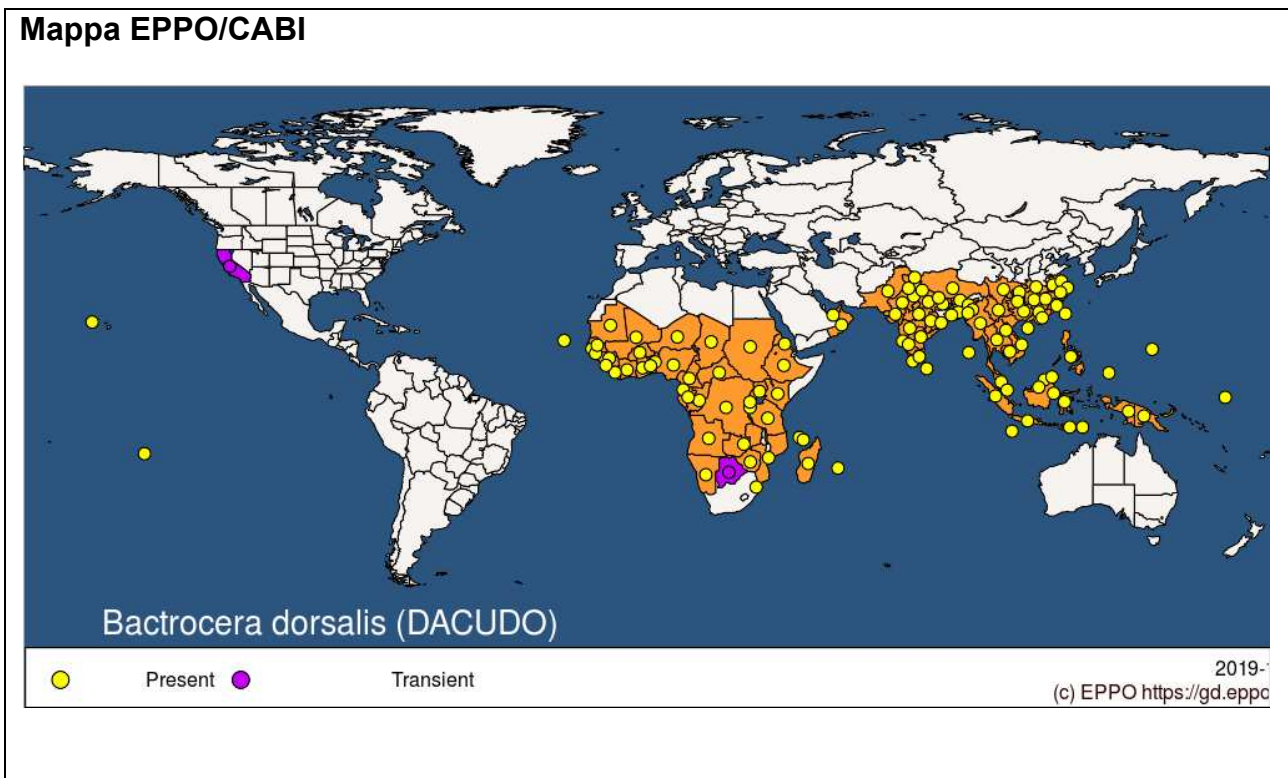 Mappa EPPO/CABI
Bactrocera dorsalis (DACUDO)
Present Transient
2019-
(c) EPPO https://gd.eppo